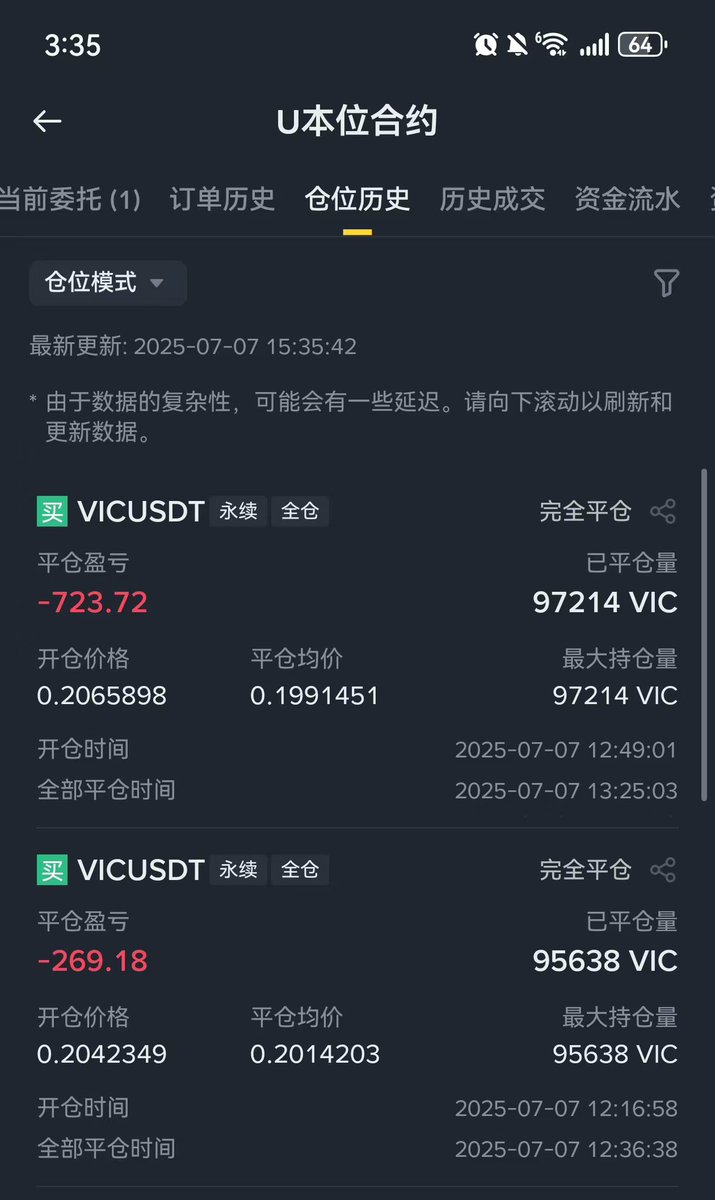 3:35
6
64
U本位合约
当前委托 (1) 订单历史 仓位历史 历史成交 资金流水
仓位模式
最新更新: 2025-07-07 15:35:42
* 由于数据的复杂性，可能会有一些延迟。请向下滚动以刷新和
更新数据。
买 VICUSDT 永续 全仓 完全平仓
平仓盈亏 已平仓量
-723.72 97214 VIC
开仓价格 平仓均价 最大持仓量
0.2065898 0.1991451 97214 VIC
开仓时间 2025-07-07 12:49:01
全部平仓时间 2025-07-07 13:25:03
买 VICUSDT 永续 全仓 完全平仓
平仓盈亏 已平仓量
-269.18 95638 VIC
开仓价格 平仓均价 最大持仓量
0.2042349 0.2014203 95638 VIC
开仓时间 2025-07-07 12:16:58
全部平仓时间 2025-07-07 12:36:38